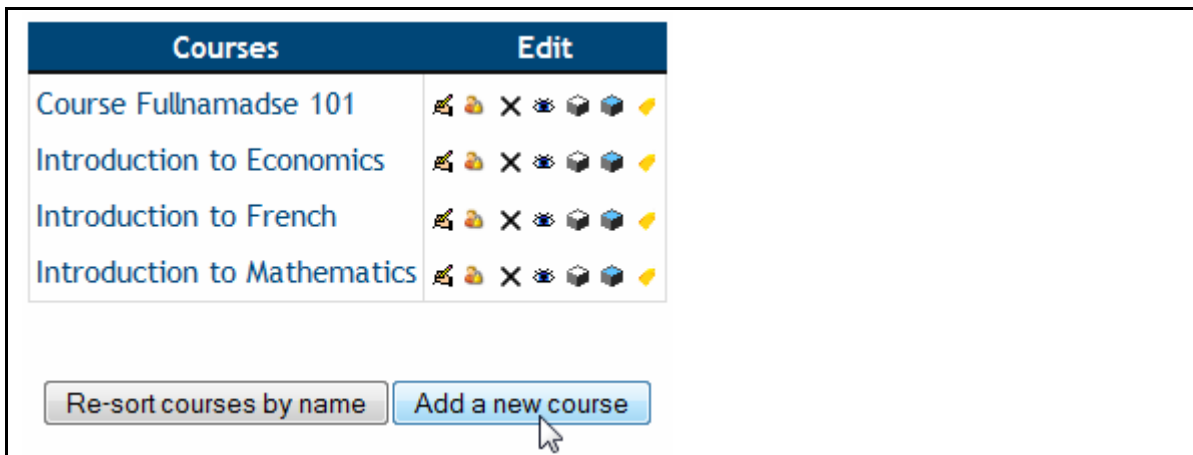 Courses Edit
Course Fullnamadse 101
Introduction to Economics
Introduction to French
Introduction to Mathematics
Re-sort courses by name Add a new course